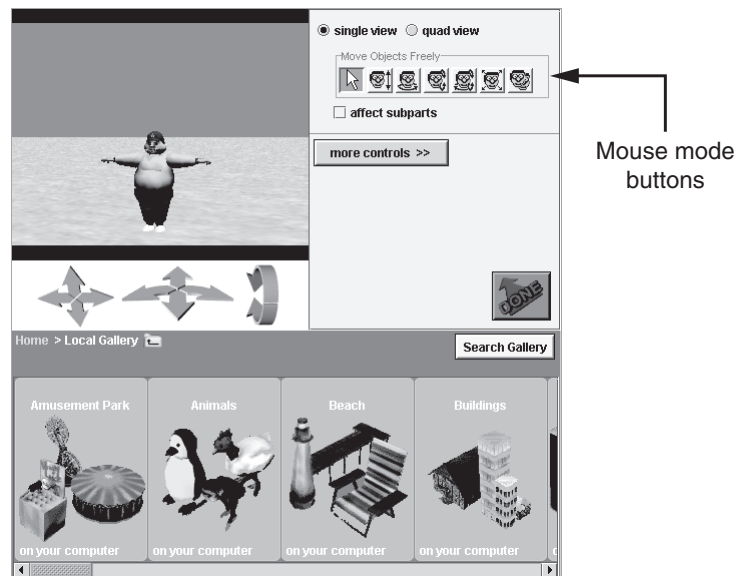 single view quad view
Move Objects Freely
affect subparts
more controls >>
Mouse mode
buttons
DONE
Home > Local Gallery
Search Gallery
Amusement Park Animals Beach Buildings
on your computer on your computer on your computer on your computer